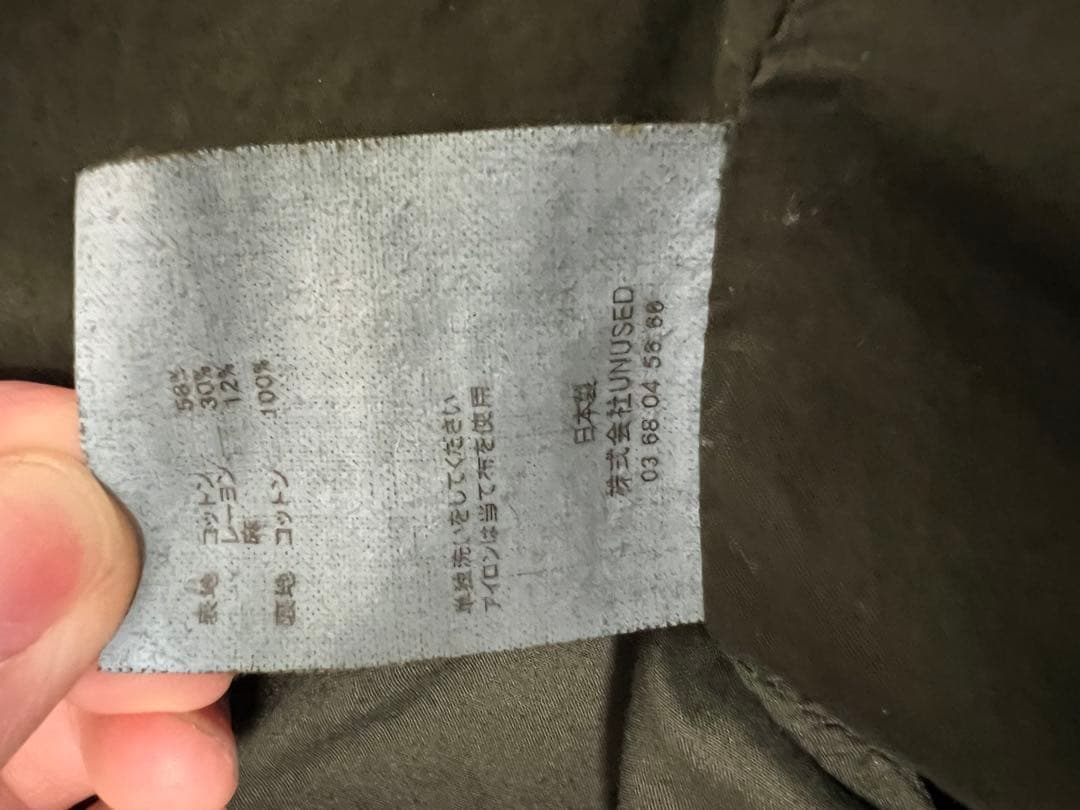 表地 コットン 58%
レーヨン 30%
麻 12%
裏地 コットン 100%
単独洗いをしてください
アイロンは当て布を使用
日本製
株式会社UNUSED
03 68 04 56 66